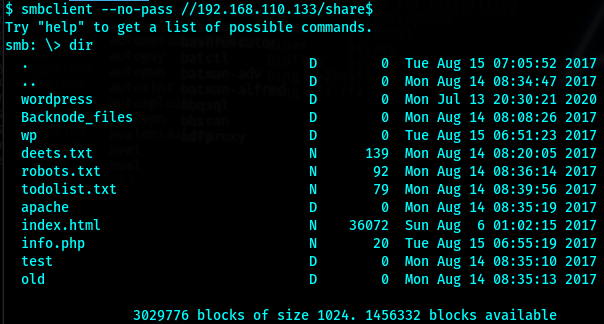 $ smbclient --no-pass //192.168.110.133/share$
Try "help" to get a list of possible commands.
smb: \> dir
  .                                   D        0  Tue Aug 15 07:05:52 2017
  ..                                  D        0  Mon Aug 14 08:34:47 2017
  wordpress                           D        0  Mon Jul 13 20:30:21 2020
  Backnode_files                      D        0  Mon Aug 14 08:08:26 2017
  wp                                  D        0  Tue Aug 15 06:51:23 2017
  deets.txt                           N      139  Mon Aug 14 08:20:05 2017
  robots.txt                          N       92  Mon Aug 14 08:36:14 2017
  todolist.txt                        N       79  Mon Aug 14 08:39:56 2017
  apache                              D        0  Mon Aug 14 08:35:19 2017
  index.html                          N    36072  Sun Aug  6 01:02:15 2017
  info.php                            N       20  Tue Aug 15 06:55:19 2017
  test                                D        0  Mon Aug 14 08:35:10 2017
  old                                 D        0  Mon Aug 14 08:35:13 2017
                3029776 blocks of size 1024. 1456332 blocks available